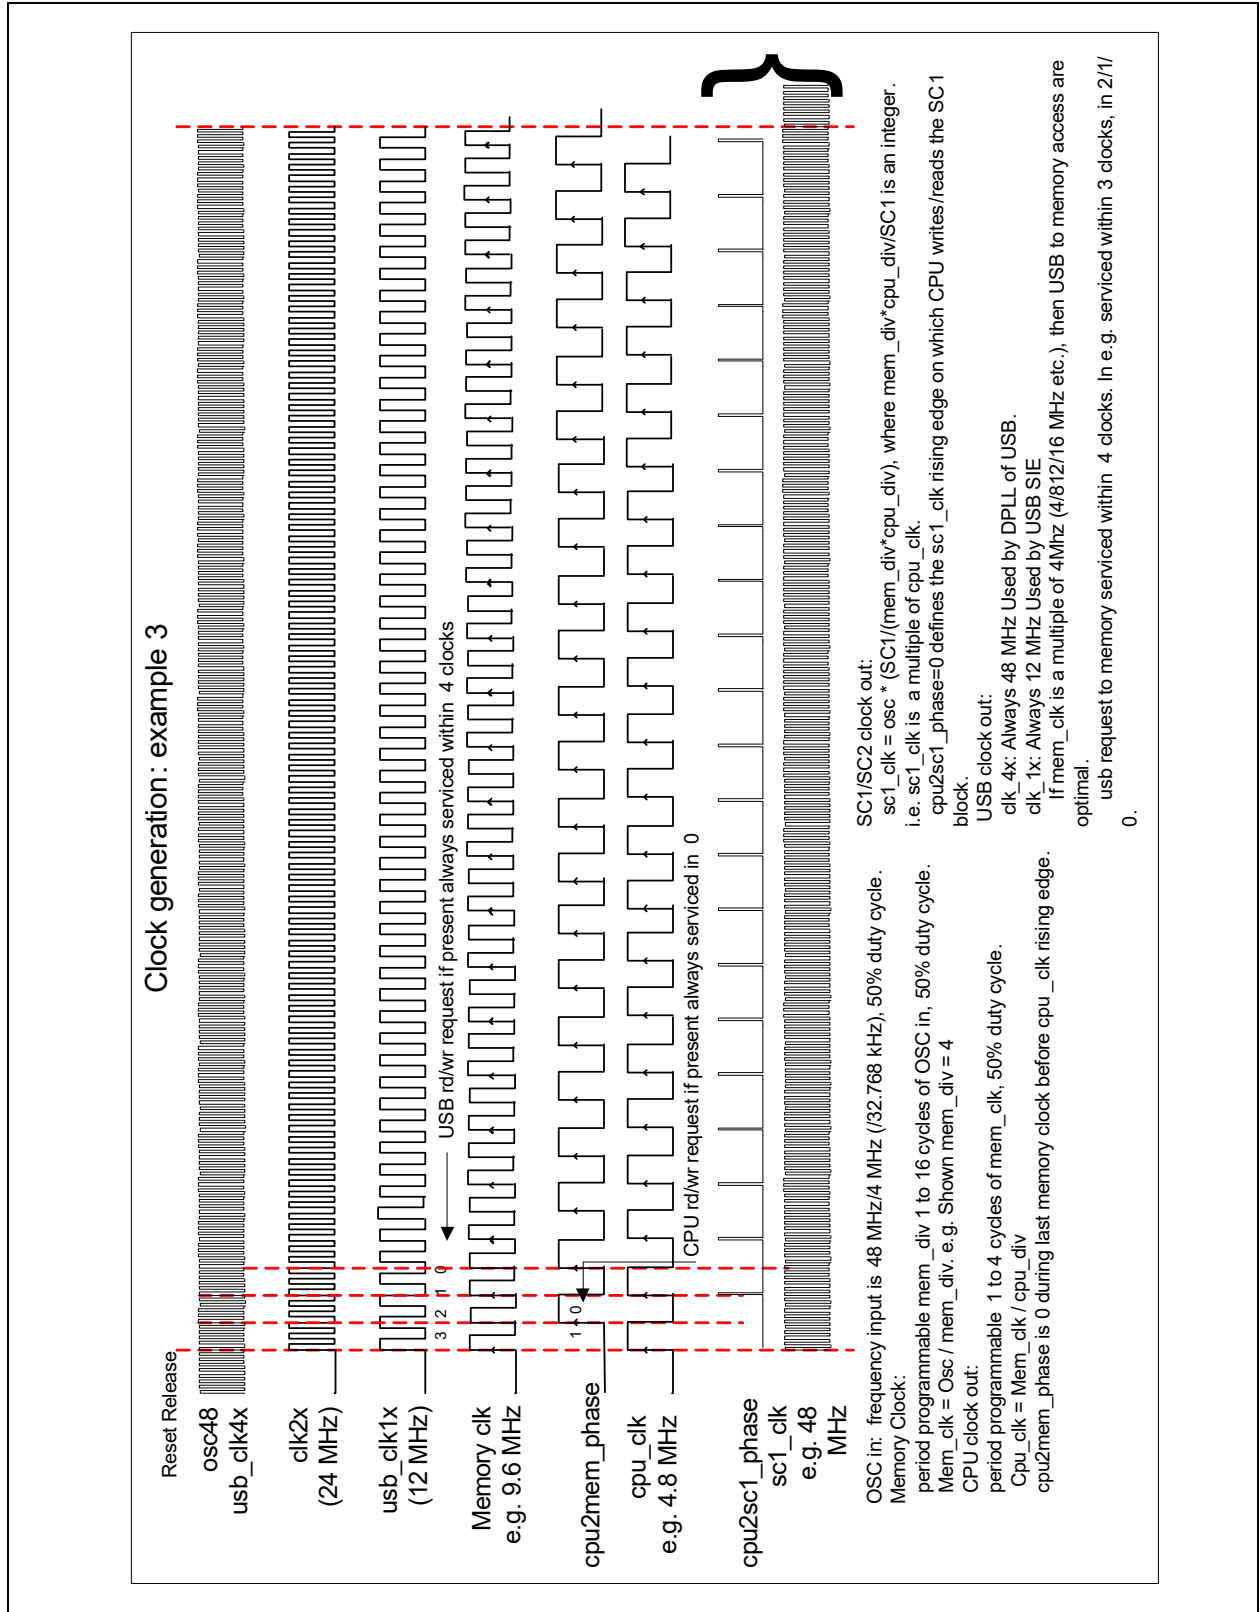 Clock generation: example 3
Reset Release
osc48
usb_clk4x
clk2x
(24 MHz)
usb_clk1x
(12 MHz)
USB rd/wr request if present always serviced within 4 clocks
3 2 1 0
Memory clk
e.g. 9.6 MHz
1 0
cpu2mem_phase
cpu_clk
e.g. 4.8 MHz
CPU rd/wr request if present always serviced in 0
cpu2sc1_phase
sc1_clk
e.g. 48
MHz
OSC in: frequency input is 48 MHz/4 MHz (/32.768 kHz), 50% duty cycle.
Memory Clock:
period programmable mem_div 1 to 16 cycles of OSC in, 50% duty cycle.
Mem_clk = Osc / mem_div. e.g. Shown mem_div = 4
CPU clock out:
period programmable 1 to 4 cycles of mem_clk, 50% duty cycle.
Cpu_clk = Mem_clk / cpu_div
cpu2mem_phase is 0 during last memory clock before cpu_clk rising edge.
SC1/SC2 clock out:
sc1_clk = osc * (SC1/(mem_div*cpu_div), where mem_div*cpu_div/SC1 is an integer.
i.e. sc1_clk is a multiple of cpu_clk.
cpu2sc1_phase=0 defines the sc1_clk rising edge on which CPU writes/reads the SC1
block.
USB clock out:
clk_4x: Always 48 MHz Used by DPLL of USB.
clk_1x: Always 12 MHz Used by USB SIE
If mem_clk is a multiple of 4Mhz (4/812/16 MHz etc.), then USB to memory access are
optimal.
usb request to memory serviced within 4 clocks. In e.g. serviced within 3 clocks, in 2/1/
0.